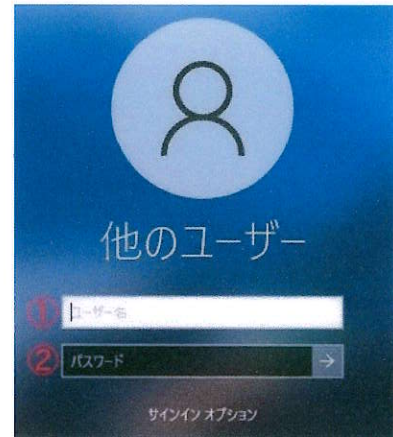 他のユーザー
① ユーザー名
② パスワード
サインイン オプション